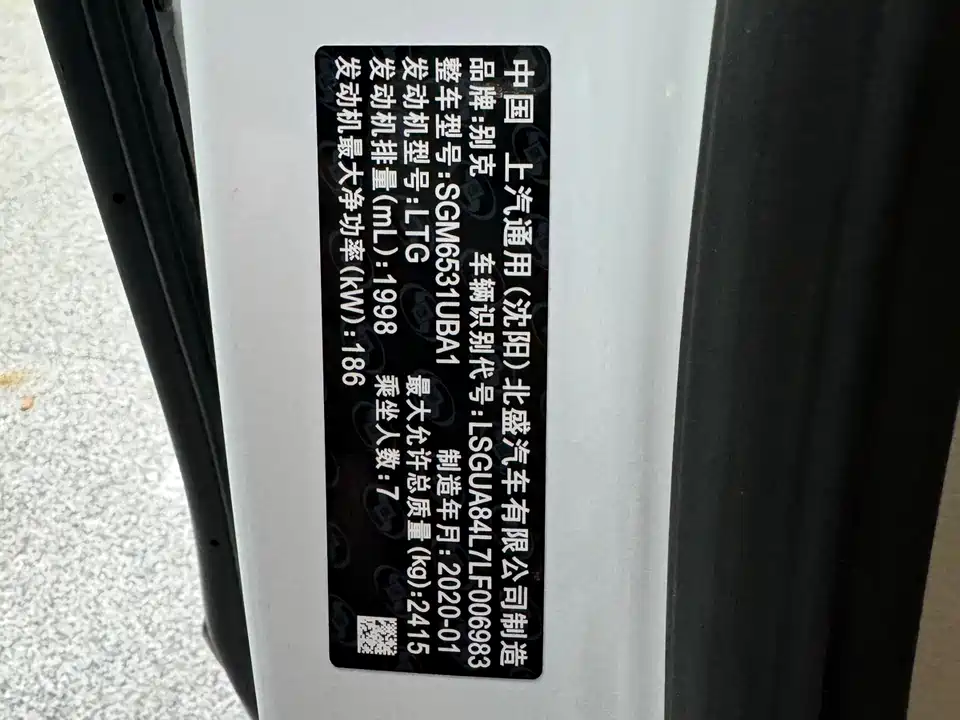 中国 上汽通用(沈阳)北盛汽车有限公司制造
品牌:别克 车辆识别代号:LSGUA84L7LF006983
整车型号:SGM6531UBA1 制造年月:2020-01
发动机型号:LTG 最大允许总质量(kg):2415
发动机排量(mL):1998 乘坐人数:7
发动机最大净功率(kW):186